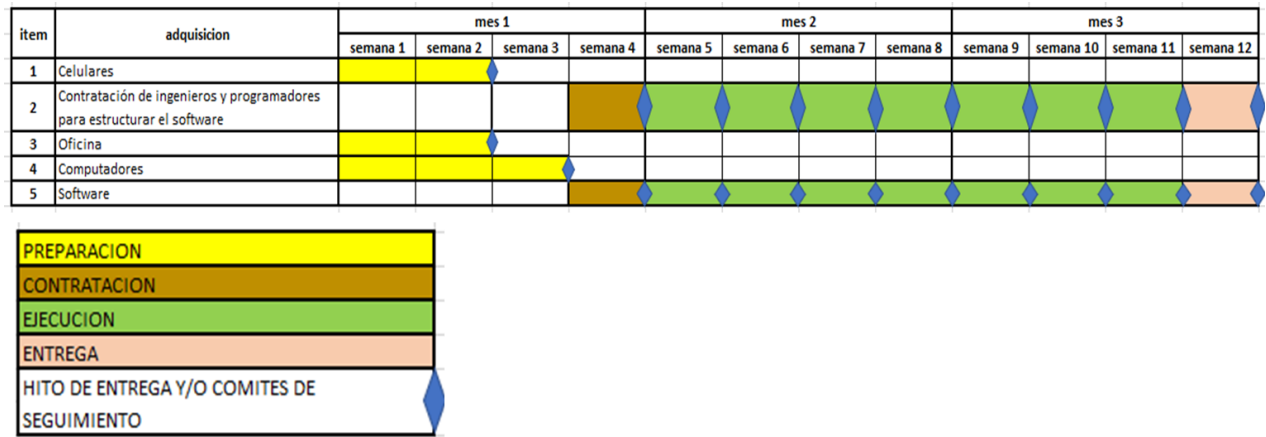 item adquisicion mes 1 mes 2 mes 3
semana 1 semana 2 semana 3 semana 4 semana 5 semana 6 semana 7 semana 8 semana 9 semana 10 semana 11 semana 12
1 Celulares
2 Contratación de ingenieros y programadores
para estructurar el software
3 Oficina
4 Computadores
5 Software
PREPARACION
CONTRATACION
EJECUCION
ENTREGA
HITO DE ENTREGA Y/O COMITES DE
SEGUIMIENTO